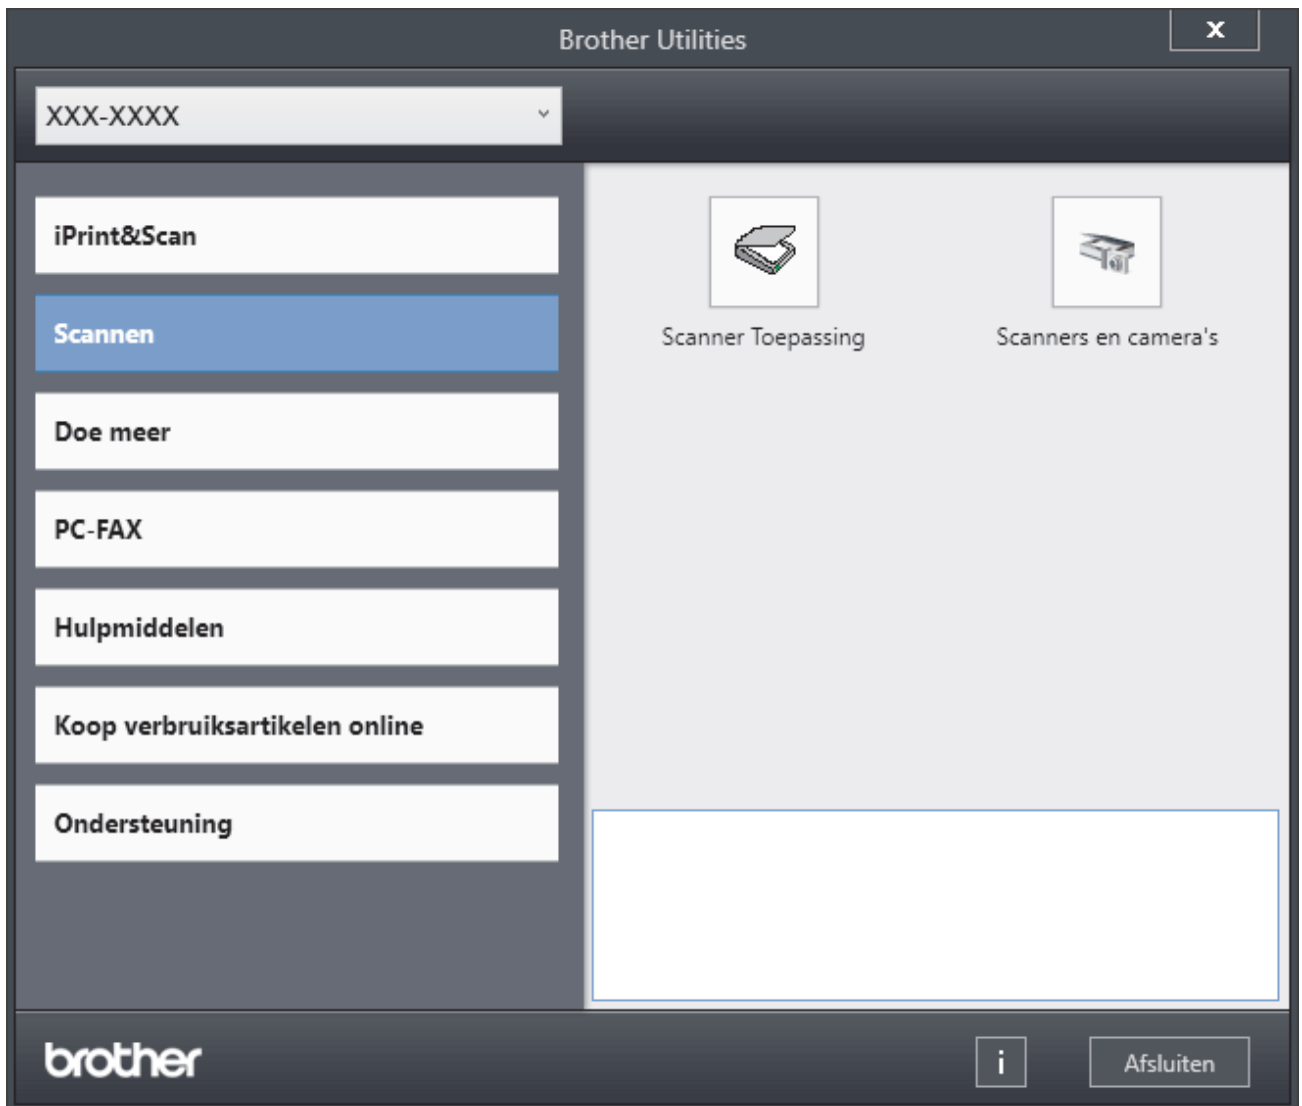 Brother Utilities
X
XXX-XXXX
iPrint&Scan
Scannen
Doe meer
PC-FAX
Hulpmiddelen
Koop verbruiksartikelen online
Ondersteuning
Scanner Toepassing
Scanners en camera's
brother
i
Afsluiten